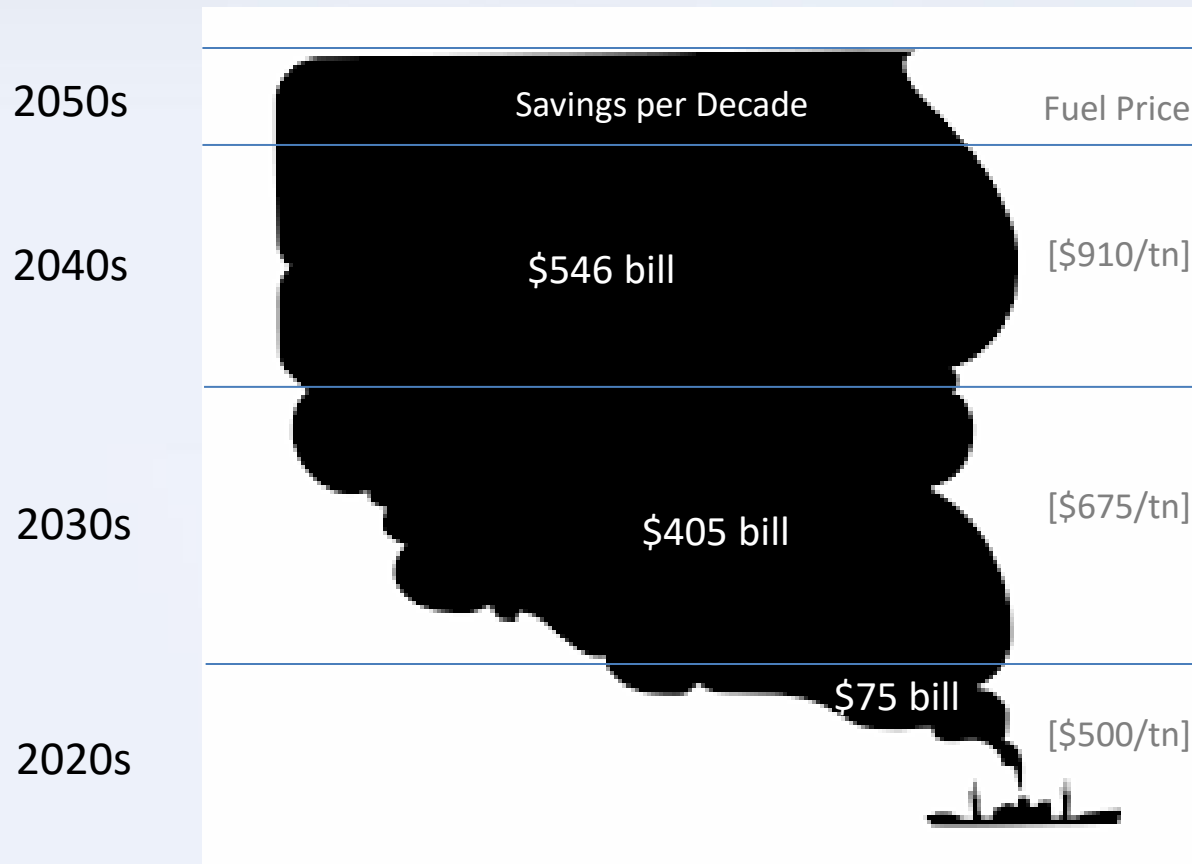 2050s
Savings per Decade
Fuel Price
2040s
$546 bill
[$910/tn]
2030s
$405 bill
[$675/tn]
$75 bill
2020s
[$500/tn]